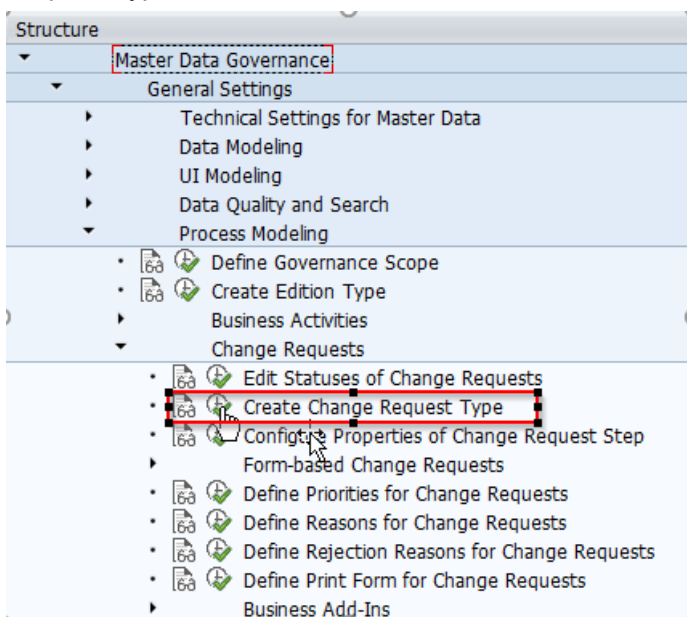 Structure
Master Data Governance
General Settings
Technical Settings for Master Data
Data Modeling
UI Modeling
Data Quality and Search
Process Modeling
Define Governance Scope
Create Edition Type
Business Activities
Change Requests
Edit Statuses of Change Requests
Create Change Request Type
Configure Properties of Change Request Step
Form-based Change Requests
Define Priorities for Change Requests
Define Reasons for Change Requests
Define Rejection Reasons for Change Requests
Define Print Form for Change Requests
Business Add-Ins